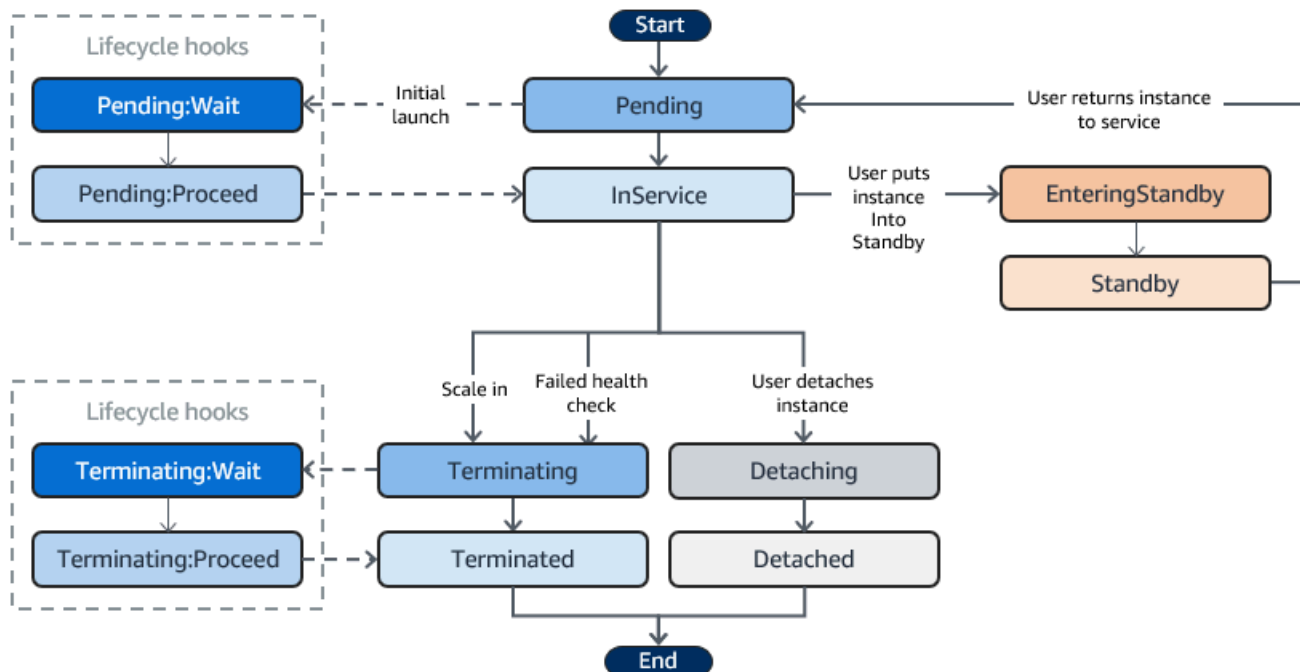 Start
Lifecycle hooks
Pending:Wait
Initial
launch
Pending
User returns instance
to service
Pending:Proceed
InService
User puts
instance
Into
Standby
EnteringStandby
Standby
Scale in
Failed health
check
User detaches
instance
Lifecycle hooks
Terminating:Wait
Terminating
Detaching
Terminating:Proceed
Terminated
Detached
End